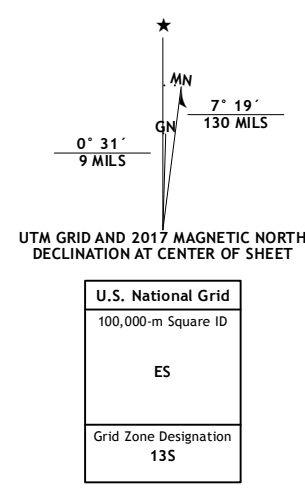 ★
MN
7° 19´
130 MILS
GN
0° 31´
9 MILS
UTM GRID AND 2017 MAGNETIC NORTH
DECLINATION AT CENTER OF SHEET
U.S. National Grid
100,000-m Square ID
ES
Grid Zone Designation
13S